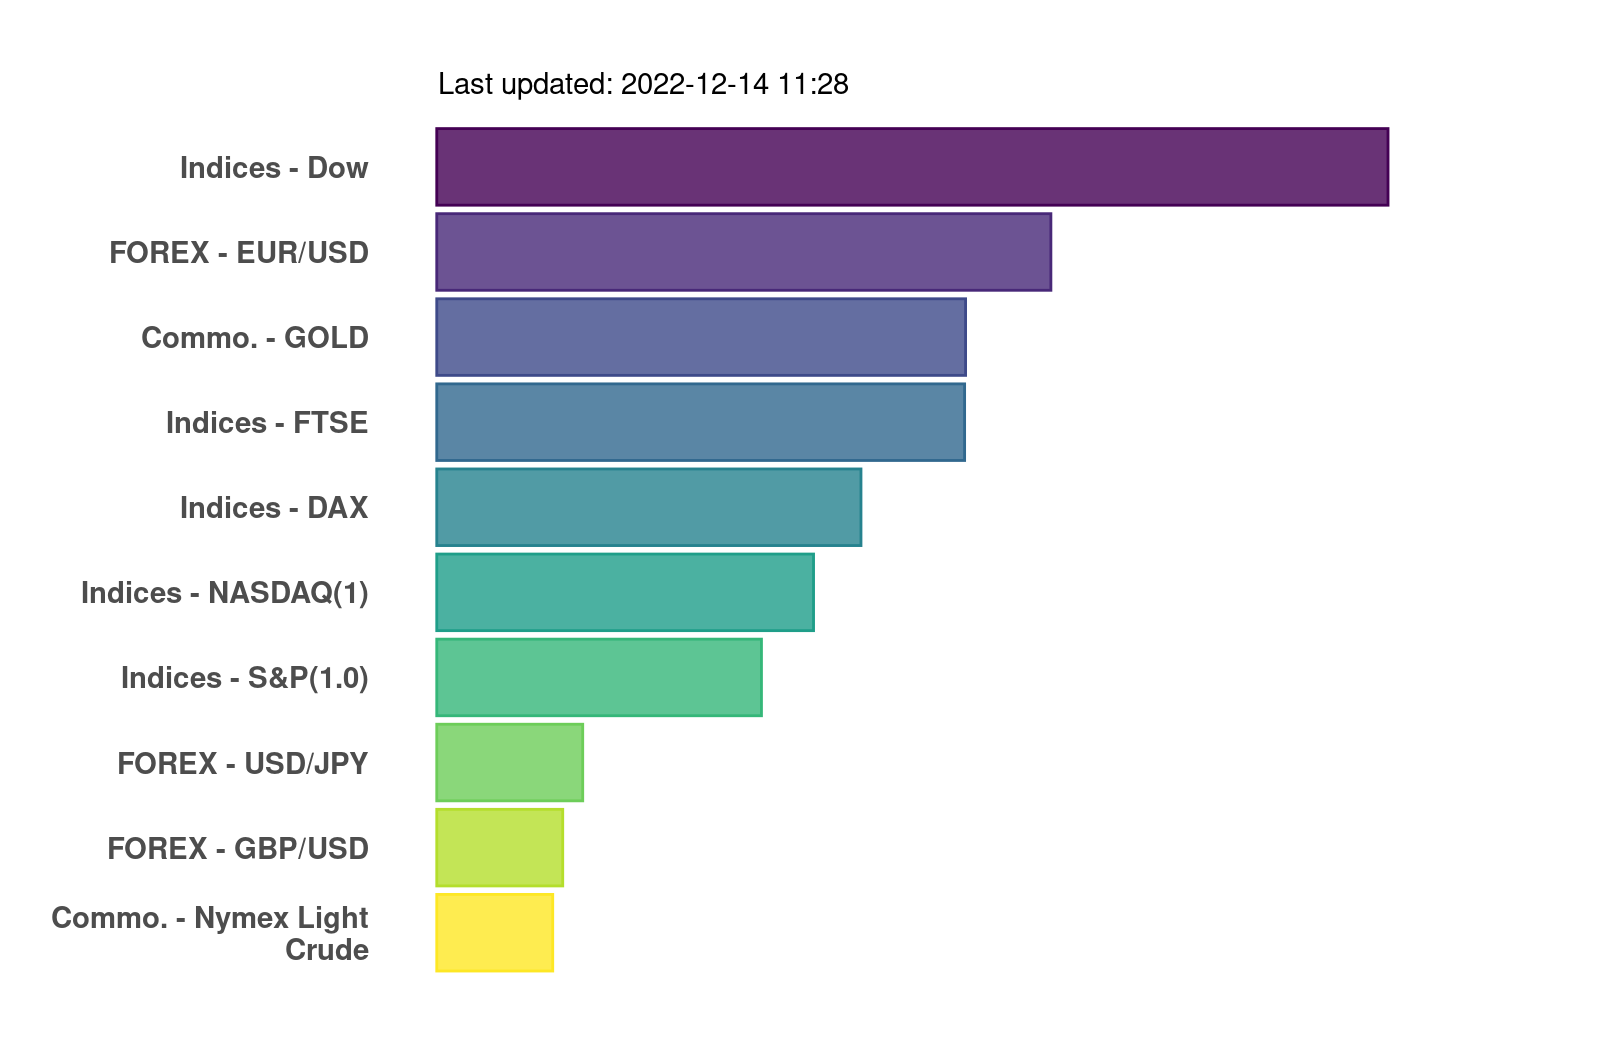 Last updated: 2022-12-14 11:28
Indices - Dow
FOREX - EUR/USD
Commo. - GOLD
Indices - FTSE
Indices - DAX
Indices - NASDAQ(1)
Indices - S&P(1.0)
FOREX - USD/JPY
FOREX - GBP/USD
Commo. - Nymex Light
Crude